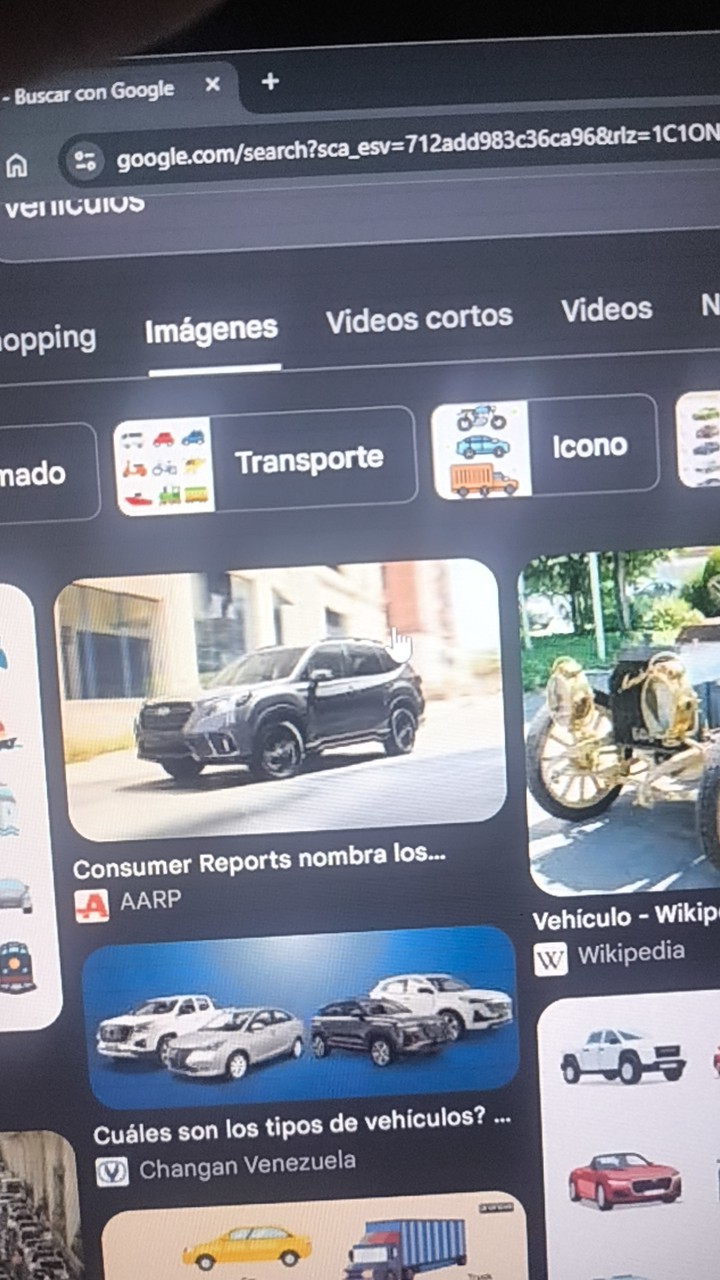 - Buscar con Google
google.com/search?sca_esv=712add983c36ca96&rlz=1C1ON
vehículos
opping
Imágenes
Videos cortos
Videos
N
mado
Transporte
Icono
Consumer Reports nombra los...
AARP
Vehículo - Wikip
W Wikipedia
Cuáles son los tipos de vehículos? ...
Changan Venezuela